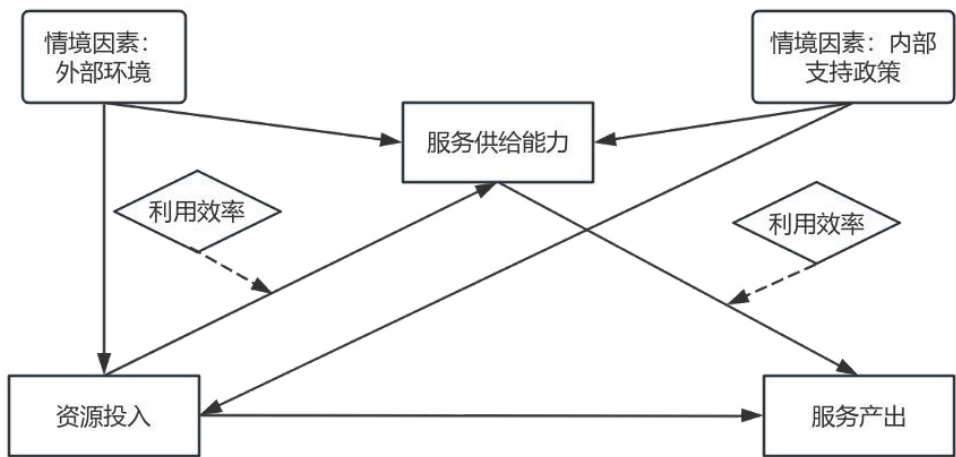 情境因素：
外部环境
情境因素：内部
支持政策
服务供给能力
利用效率
利用效率
资源投入
服务产出